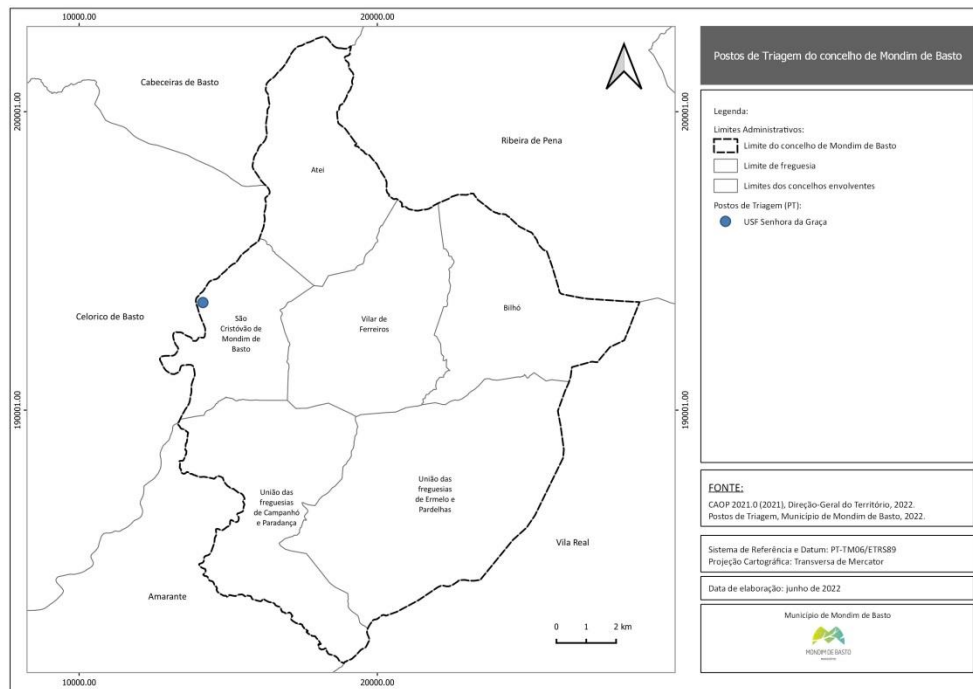 10000.00
20000.00
Cabeceiras de Basto
Ribeira de Pena
Atei
200001.00
200001.00
Celorico de Basto
São
Cristóvão de
Mondim de
Basto
Vilar de
Ferreiros
Bilhó
190001.00
190001.00
União das
freguesias
de Campanhó
e Paradança
União das
freguesias
de Ermelo e
Pardelhas
Vila Real
Amarante
0 1 2 km
10000.00
20000.00
Postos de Triagem do concelho de Mondim de Basto
Legenda:
Limites Administrativos:
Limite do concelho de Mondim de Basto
Limite de freguesia
Limites dos concelhos envolventes
Postos de Triagem (PT):
USF Senhora da Graça
FONTE:
CAOP 2021.0 (2021), Direção-Geral do Território, 2022.
Postos de Triagem, Município de Mondim de Basto, 2022.
Sistema de Referência e Datum: PT-TM06/ETRS89
Projeção Cartográfica: Transversa de Mercator
Data de elaboração: junho de 2022
Município de Mondim de Basto
MONDIM DE BASTO